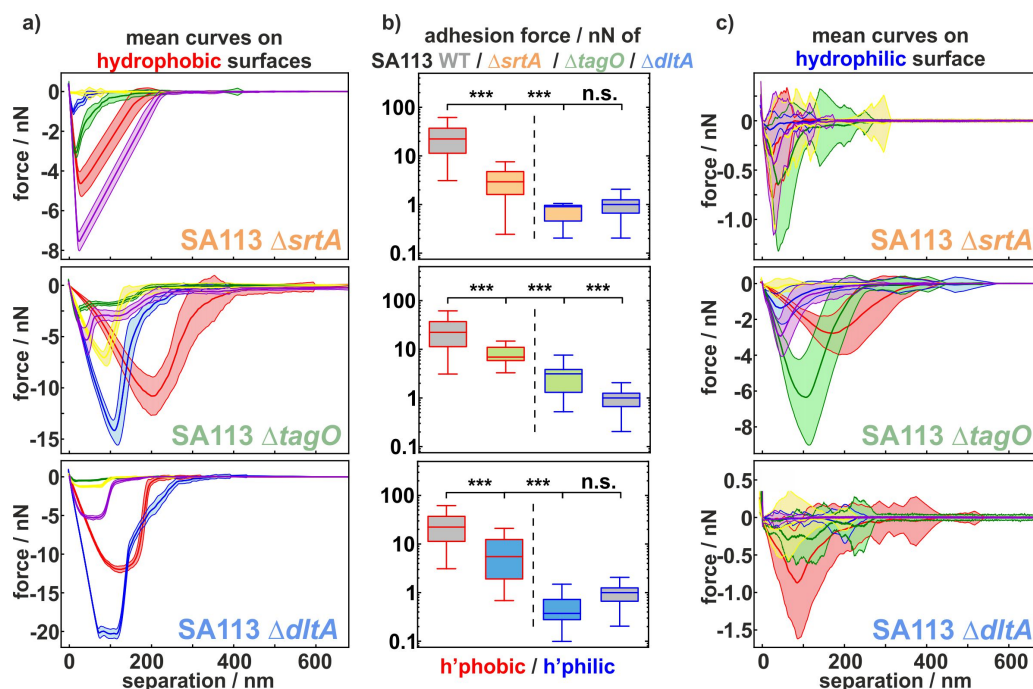 a)
mean curves on
hydrophobic surfaces
b)
adhesion force / nN of
SA113 WT / ΔsrtA / ΔtagO / ΔdltA
c)
mean curves on
hydrophilic surface
force / nN
0
-2
-4
-6
-8
SA113 ΔsrtA
100
10
1
0.1
*** *** n.s.
force / nN
0
-0.5
-1.0
SA113 ΔsrtA
force / nN
0
-5
-10
-15
SA113 ΔtagO
100
10
1
0.1
*** *** ***
force / nN
0
-2
-4
-6
-8
SA113 ΔtagO
force / nN
0
-5
-10
-15
-20
SA113 ΔdltA
0 200 400 600
separation / nm
100
10
1
0.1
*** *** n.s.
h'phobic / h'philic
force / nN
0.5
0
-0.5
-1.0
-1.5
SA113 ΔdltA
0 200 400 600
separation / nm